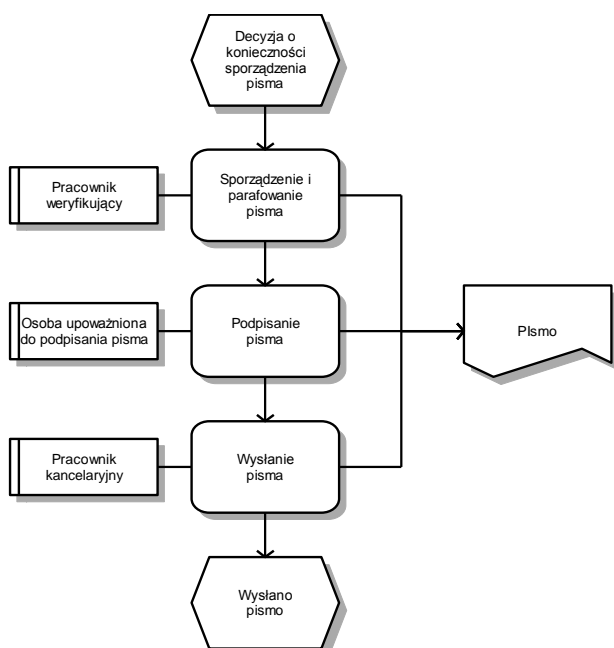 Decyzja o
konieczności
sporządzenia
pisma
Pracownik
weryfikujący
Sporządzenie i
parafowanie
pisma
Osoba upoważniona
do podpisania pisma
Podpisanie
pisma
PIsmo
Pracownik
kancelaryjny
Wysłanie
pisma
Wysłano
pismo